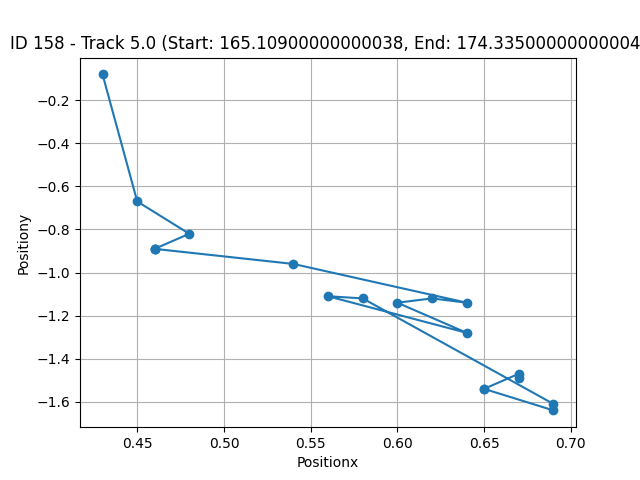 ID 158 - Track 5.0 (Start: 165.10900000000038, End: 174.33500000000004
−0.2
−0.4
−0.6
−0.8
−1.0
−1.2
−1.4
−1.6
Positiony
0.45 0.50 0.55 0.60 0.65 0.70
Positionx